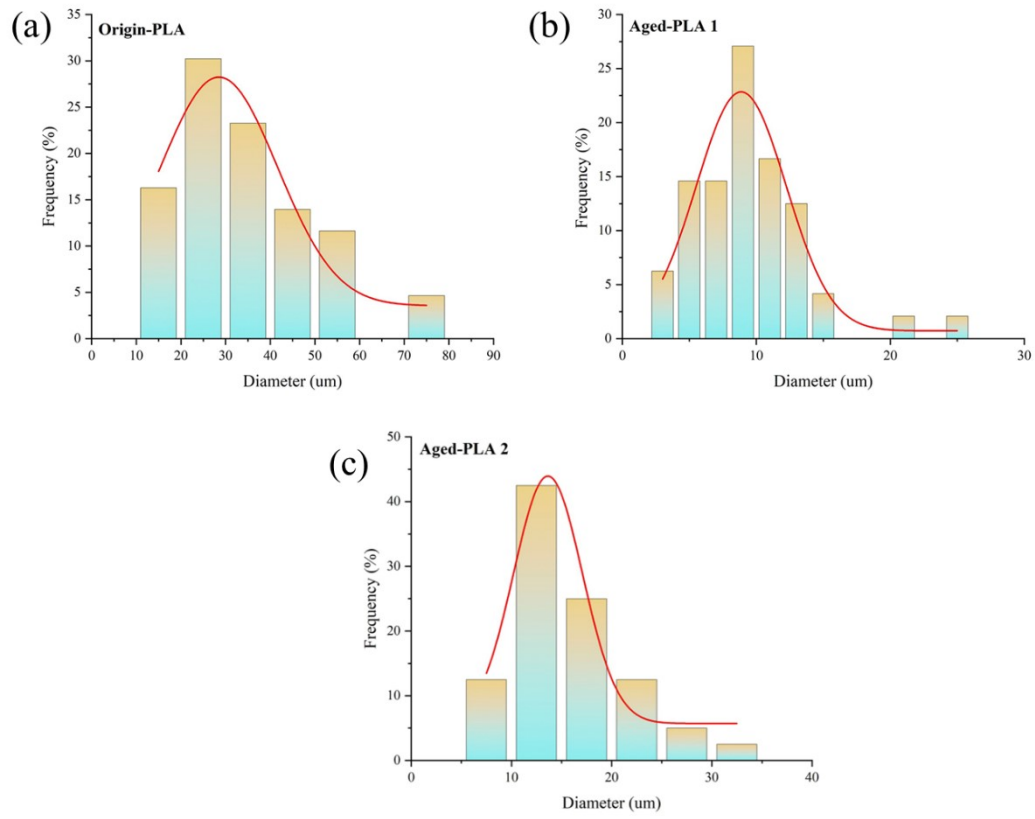 (a)
Origin-PLA
35
30
25
20
15
10
5
0
Frequency (%)
0 10 20 30 40 50 60 70 80 90
Diameter (um)
(b)
Aged-PLA 1
30
25
20
15
10
5
0
Frequency (%)
0 10 20 30
Diameter (um)
(c)
Aged-PLA 2
50
40
30
20
10
0
Frequency (%)
0 10 20 30 40
Diameter (um)